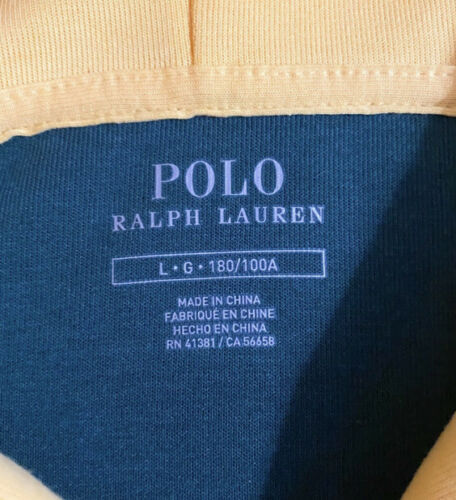 POLO
RALPH LAUREN
L • G • 180/100A
MADE IN CHINA
FABRIQUÉ EN CHINE
HECHO EN CHINA
RN 41381 / CA 56658